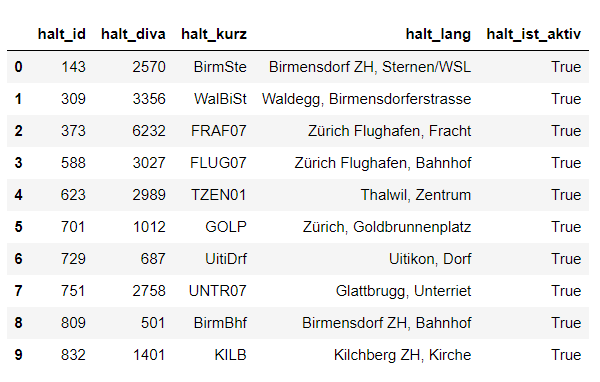 halt_id halt_diva halt_kurz halt_lang halt_ist_aktiv
0 143 2570 BirmSte Birmensdorf ZH, Sternen/WSL True
1 309 3356 WalBiSt Waldegg, Birmensdorferstrasse True
2 373 6232 FRAF07 Zürich Flughafen, Fracht True
3 588 3027 FLUG07 Zürich Flughafen, Bahnhof True
4 623 2989 TZEN01 Thalwil, Zentrum True
5 701 1012 GOLP Zürich, Goldbrunnenplatz True
6 729 687 UitiDrf Uitikon, Dorf True
7 751 2758 UNTR07 Glattbrugg, Unterriet True
8 809 501 BirmBhf Birmensdorf ZH, Bahnhof True
9 832 1401 KILB Kilchberg ZH, Kirche True